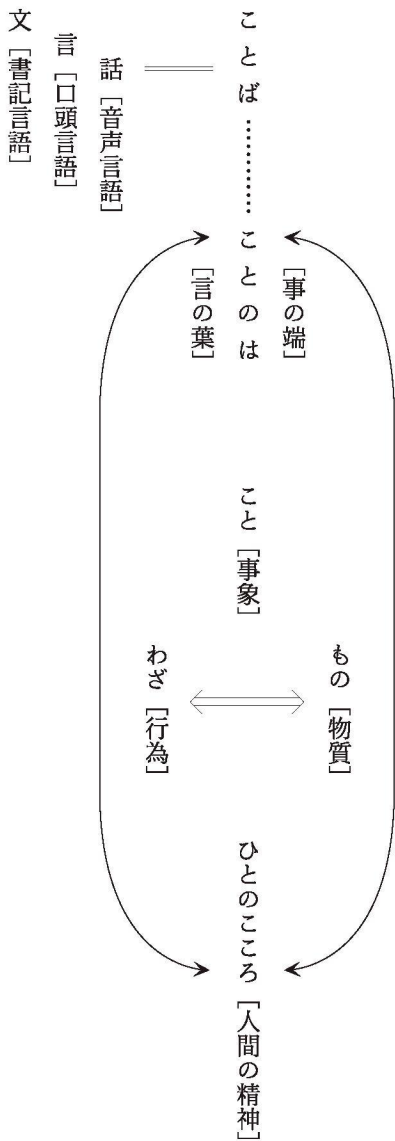 もの［物質］
［事の端］
ことば…………ことのは
こと［事象］
ひとのこころ［人間の精神］
［言の葉］
わざ［行為］
話［音声言語］
言［口頭言語］
文［書記言語］